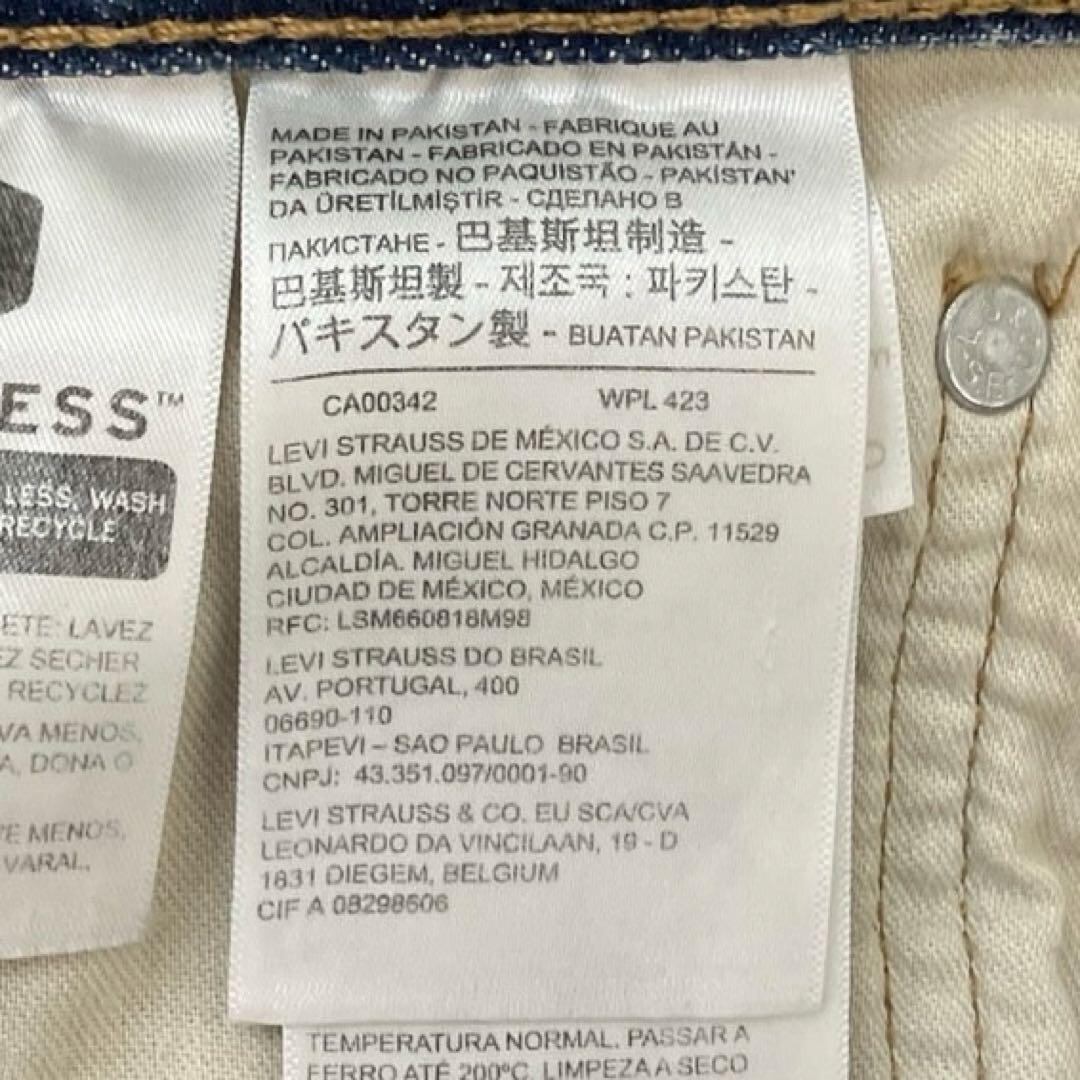 MADE IN PAKISTAN - FABRIQUE AU
PAKISTAN - FABRICADO EN PAKISTÁN -
FABRICADO NO PAQUISTÃO - PAKİSTAN'
DA ÜRETİLMİŞTİR - СДЕЛАНО В
ПАКИСТАНЕ - 巴基斯坦制造 -
巴基斯坦製 - 제조국 : 파키스탄 -
パキスタン製 - BUATAN PAKISTAN
CA00342 WPL 423
LEVI STRAUSS DE MÉXICO S.A. DE C.V.
BLVD. MIGUEL DE CERVANTES SAAVEDRA
NO. 301, TORRE NORTE PISO 7
COL. AMPLIACIÓN GRANADA C.P. 11529
ALCALDÍA. MIGUEL HIDALGO
CIUDAD DE MÉXICO, MÉXICO
RFC: LSM660818M98
LEVI STRAUSS DO BRASIL
AV. PORTUGAL, 400
06690-110
ITAPEVI – SAO PAULO BRASIL
CNPJ: 43.351.097/0001-90
LEVI STRAUSS & CO. EU SCA/CVA
LEONARDO DA VINCILAAN, 19 - D
1831 DIEGEM, BELGIUM
CIF A 08298606
TEMPERATURA NORMAL. PASSAR A
FERRO ATÉ 200ºC. LIMPEZA A SECO
ESS™
LESS. WASH
RECYCLE
ETE: LAVEZ
EZ SECHER
RECYCLEZ
VA MENOS,
A, DONA O
VE MENOS,
VARAL.